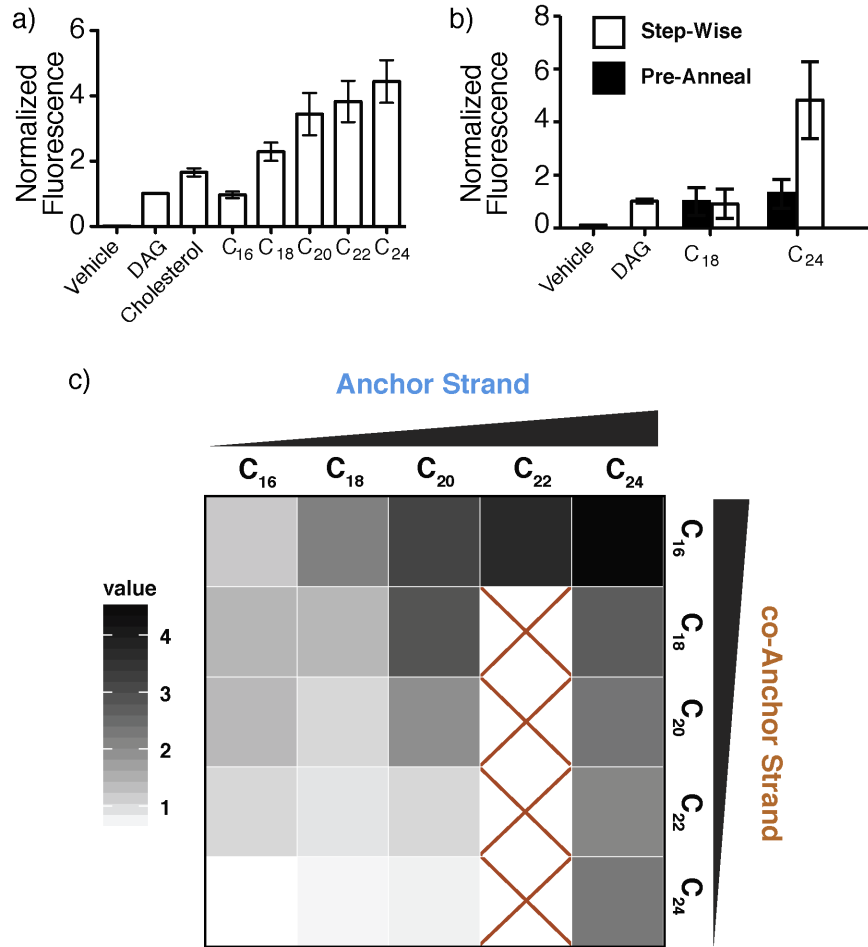 a)
Normalized
Fluorescence
6
4
2
0
Vehicle
DAG
Cholesterol
C16
C18
C20
C22
C24
b)
Normalized
Fluorescence
8
6
4
2
0
Step-Wise
Pre-Anneal
Vehicle
DAG
C18
C24
c)
Anchor Strand
C16 C18 C20 C22 C24
value
4
3
2
1
C16
C18
C20
C22
C24
co-Anchor Strand